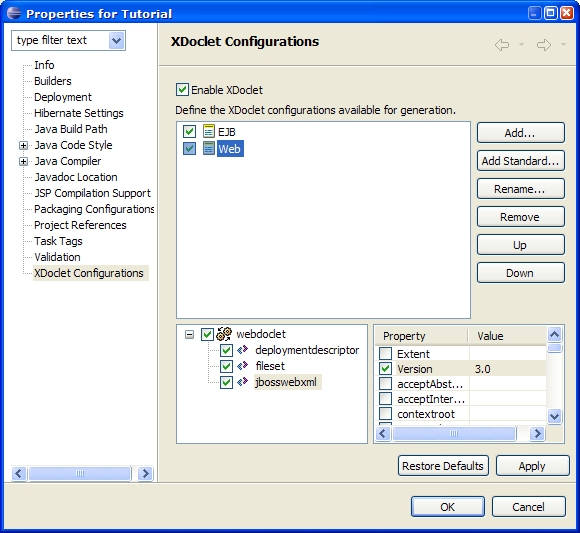 Properties for Tutorial
type filter text
Info
Builders
Deployment
Hibernate Settings
Java Build Path
Java Code Style
Java Compiler
Javadoc Location
JSP Compilation Support
Packaging Configurations
Project References
Task Tags
Validation
XDoclet Configurations
XDoclet Configurations
Enable XDoclet
Define the XDoclet configurations available for generation.
EJB
Web
Add...
Add Standard...
Rename...
Remove
Up
Down
webdoclet
deploymentdescriptor
fileset
jbosswebxml
Property Value
Extent
Version 3.0
acceptAbst...
acceptInter...
contextroot
Restore Defaults
Apply
OK
Cancel